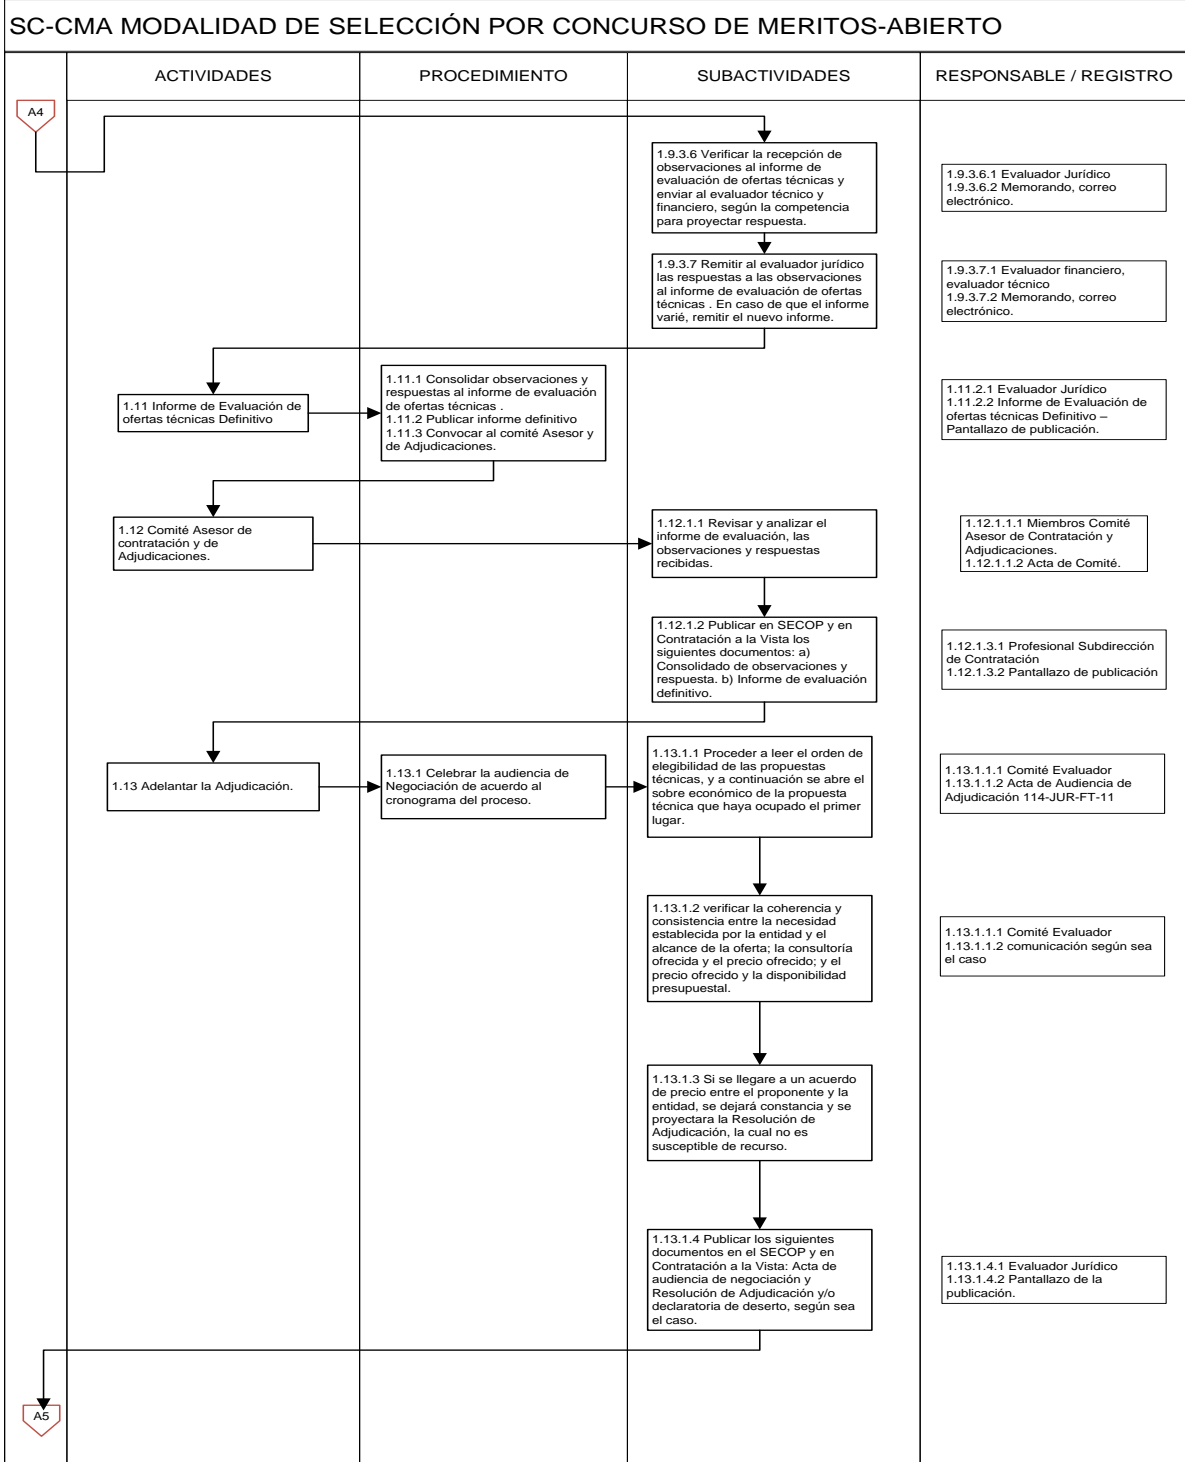 SC-CMA MODALIDAD DE SELECCIÓN POR CONCURSO DE MERITOS-ABIERTO
ACTIVIDADES
PROCEDIMIENTO
SUBACTIVIDADES
RESPONSABLE / REGISTRO
A4
1.9.3.6 Verificar la recepción de
observaciones al informe de
evaluación de ofertas técnicas y
enviar al evaluador técnico y
financiero, según la competencia
para proyectar respuesta.
1.9.3.6.1 Evaluador Jurídico
1.9.3.6.2 Memorando, correo
electrónico.
1.9.3.7 Remitir al evaluador jurídico
las respuestas a las observaciones
al informe de evaluación de ofertas
técnicas . En caso de que el informe
varié, remitir el nuevo informe.
1.9.3.7.1 Evaluador financiero,
evaluador técnico
1.9.3.7.2 Memorando, correo
electrónico.
1.11 Informe de Evaluación de
ofertas técnicas Definitivo
1.11.1 Consolidar observaciones y
respuestas al informe de evaluación
de ofertas técnicas .
1.11.2 Publicar informe definitivo
1.11.3 Convocar al comité Asesor y
de Adjudicaciones.
1.11.2.1 Evaluador Jurídico
1.11.2.2 Informe de Evaluación de
ofertas técnicas Definitivo –
Pantallazo de publicación.
1.12 Comité Asesor de
contratación y de
Adjudicaciones.
1.12.1.1 Revisar y analizar el
informe de evaluación, las
observaciones y respuestas
recibidas.
1.12.1.1.1 Miembros Comité
Asesor de Contratación y
Adjudicaciones.
1.12.1.1.2 Acta de Comité.
1.12.1.2 Publicar en SECOP y en
Contratación a la Vista los
siguientes documentos: a)
Consolidado de observaciones y
respuesta. b) Informe de evaluación
definitivo.
1.12.1.3.1 Profesional Subdirección
de Contratación
1.12.1.3.2 Pantallazo de publicación
1.13 Adelantar la Adjudicación.
1.13.1 Celebrar la audiencia de
Negociación de acuerdo al
cronograma del proceso.
1.13.1.1 Proceder a leer el orden de
elegibilidad de las propuestas
técnicas, y a continuación se abre el
sobre económico de la propuesta
técnica que haya ocupado el primer
lugar.
1.13.1.1.1 Comité Evaluador
1.13.1.1.2 Acta de Audiencia de
Adjudicación 114-JUR-FT-11
1.13.1.2 verificar la coherencia y
consistencia entre la necesidad
establecida por la entidad y el
alcance de la oferta; la consultoría
ofrecida y el precio ofrecido; y el
precio ofrecido y la disponibilidad
presupuestal.
1.13.1.1.1 Comité Evaluador
1.13.1.1.2 comunicación según sea
el caso
1.13.1.3 Si se llegare a un acuerdo
de precio entre el proponente y la
entidad, se dejará constancia y se
proyectara la Resolución de
Adjudicación, la cual no es
susceptible de recurso.
1.13.1.4 Publicar los siguientes
documentos en el SECOP y en
Contratación a la Vista: Acta de
audiencia de negociación y
Resolución de Adjudicación y/o
declaratoria de deserto, según sea
el caso.
1.13.1.4.1 Evaluador Jurídico
1.13.1.4.2 Pantallazo de la
publicación.
A5